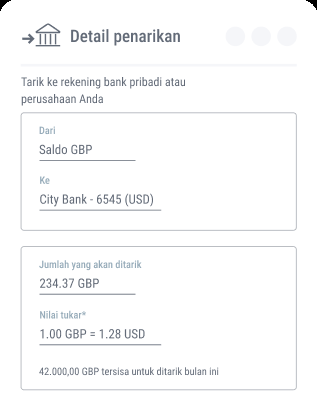 Detail penarikan
Tarik ke rekening bank pribadi atau
perusahaan Anda
Dari
Saldo GBP
Ke
City Bank - 6545 (USD)
Jumlah yang akan ditarik
234.37 GBP
Nilai tukar*
1.00 GBP = 1.28 USD
42.000,00 GBP tersisa untuk ditarik bulan ini